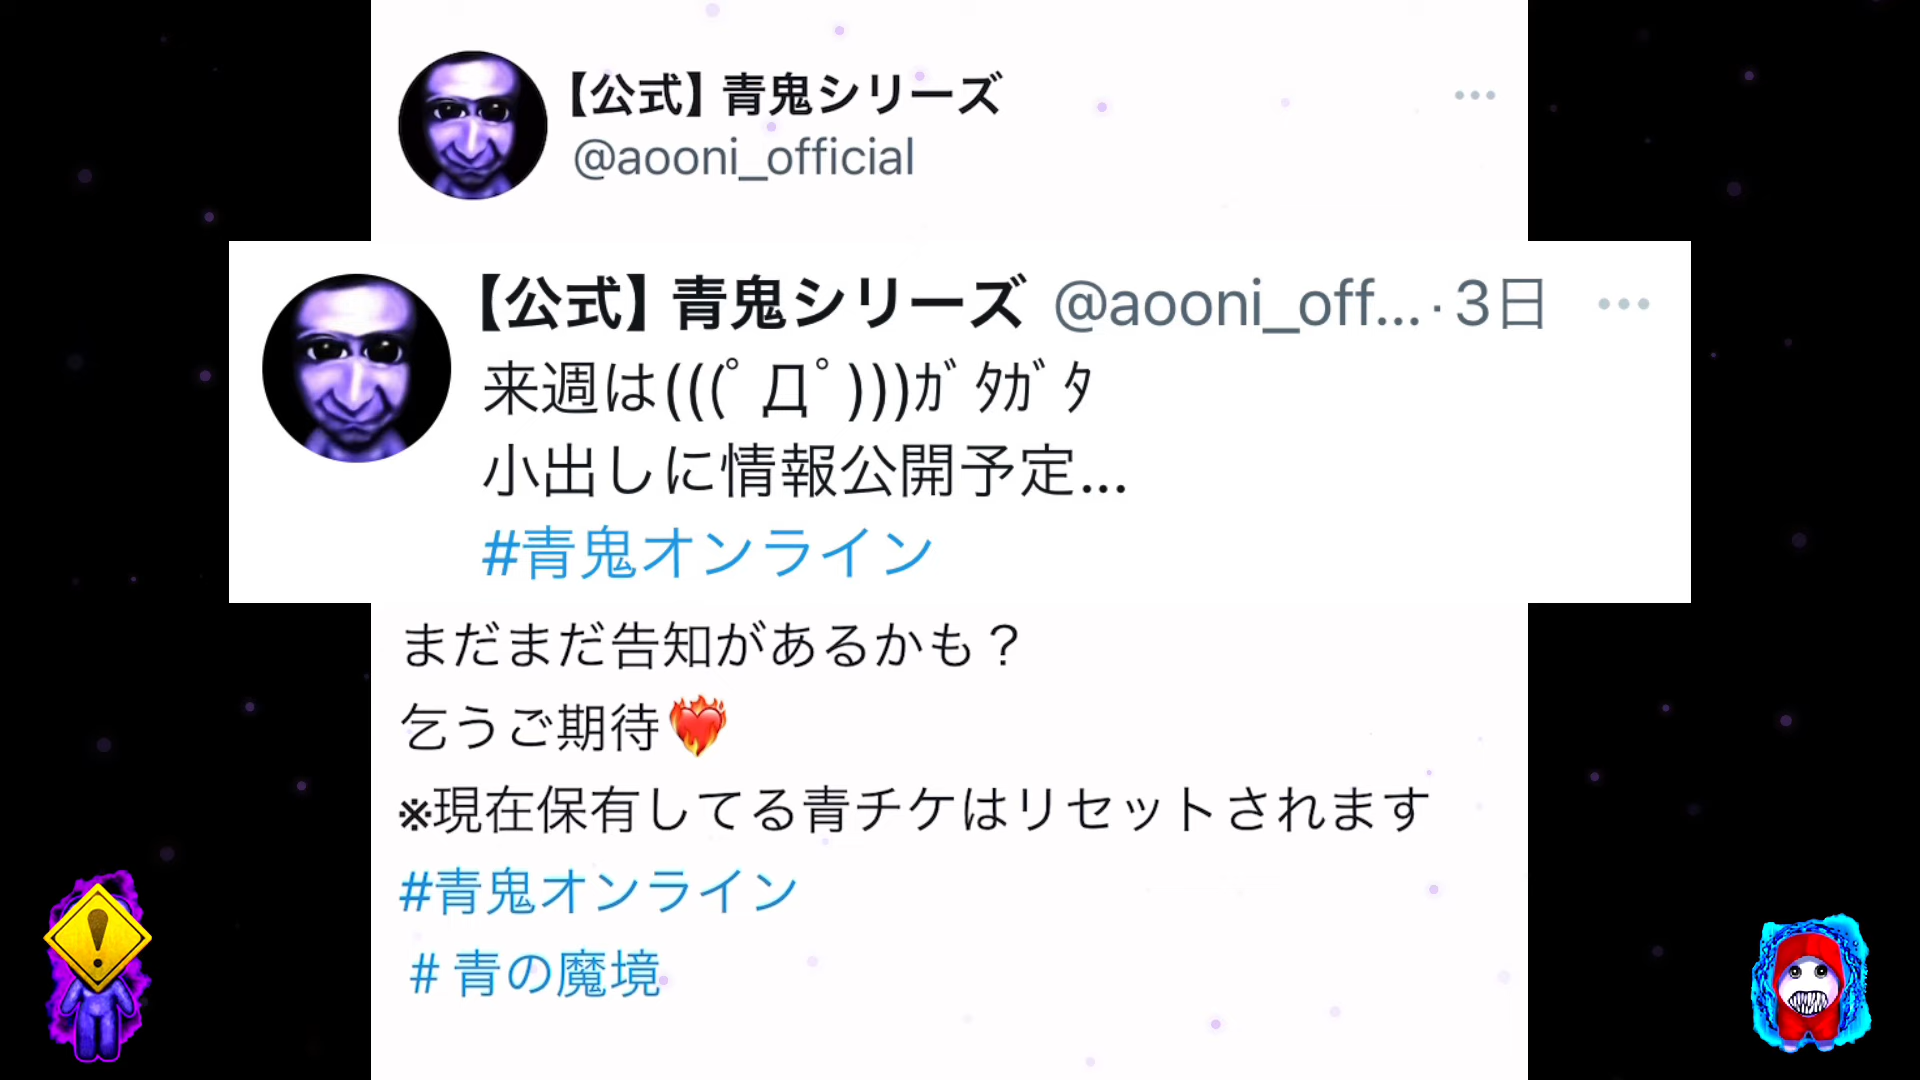 【公式】青鬼シリーズ
@aooni_official
【公式】青鬼シリーズ @aooni_off... · 3日
来週は(((ﾟДﾟ)))ｶﾞﾀｶﾞﾀ
小出しに情報公開予定...
#青鬼オンライン
まだまだ告知があるかも？
乞うご期待❤️‍🔥
※現在保有してる青チケはリセットされます
#青鬼オンライン
＃青の魔境